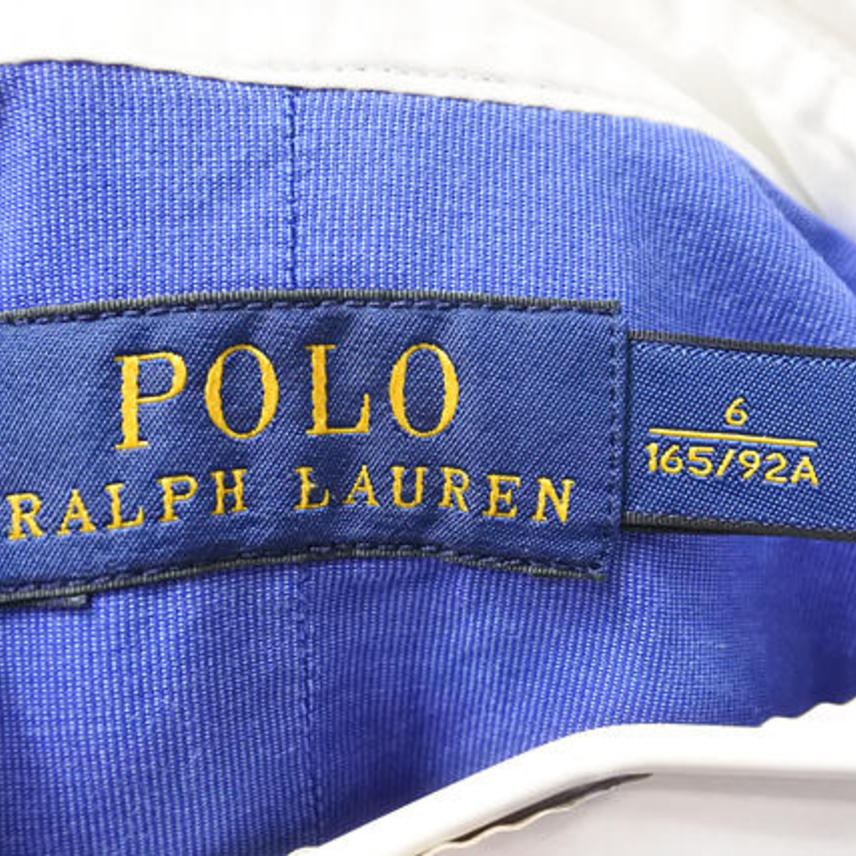 POLO
RALPH LAUREN
6
165/92A